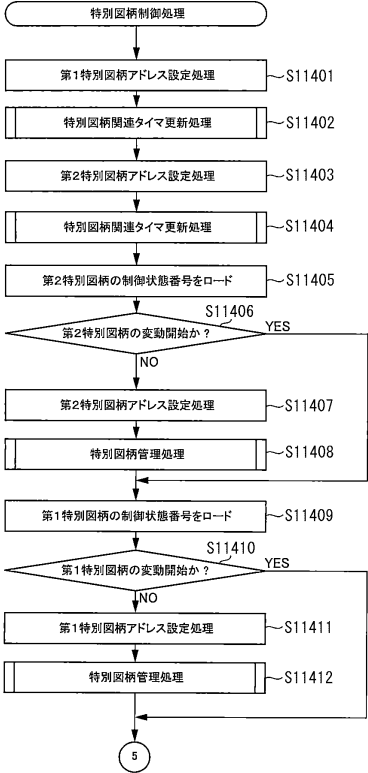 特別図柄制御処理
第1特別図柄アドレス設定処理
S11401
特別図柄関連タイマ更新処理
S11402
第2特別図柄アドレス設定処理
S11403
特別図柄関連タイマ更新処理
S11404
第2特別図柄の制御状態番号をロード
S11405
S11406
第2特別図柄の変動開始か?
YES
NO
第2特別図柄アドレス設定処理
S11407
特別図柄管理処理
S11408
第1特別図柄の制御状態番号をロード
S11409
S11410
第1特別図柄の変動開始か?
YES
NO
第1特別図柄アドレス設定処理
S11411
特別図柄管理処理
S11412
5